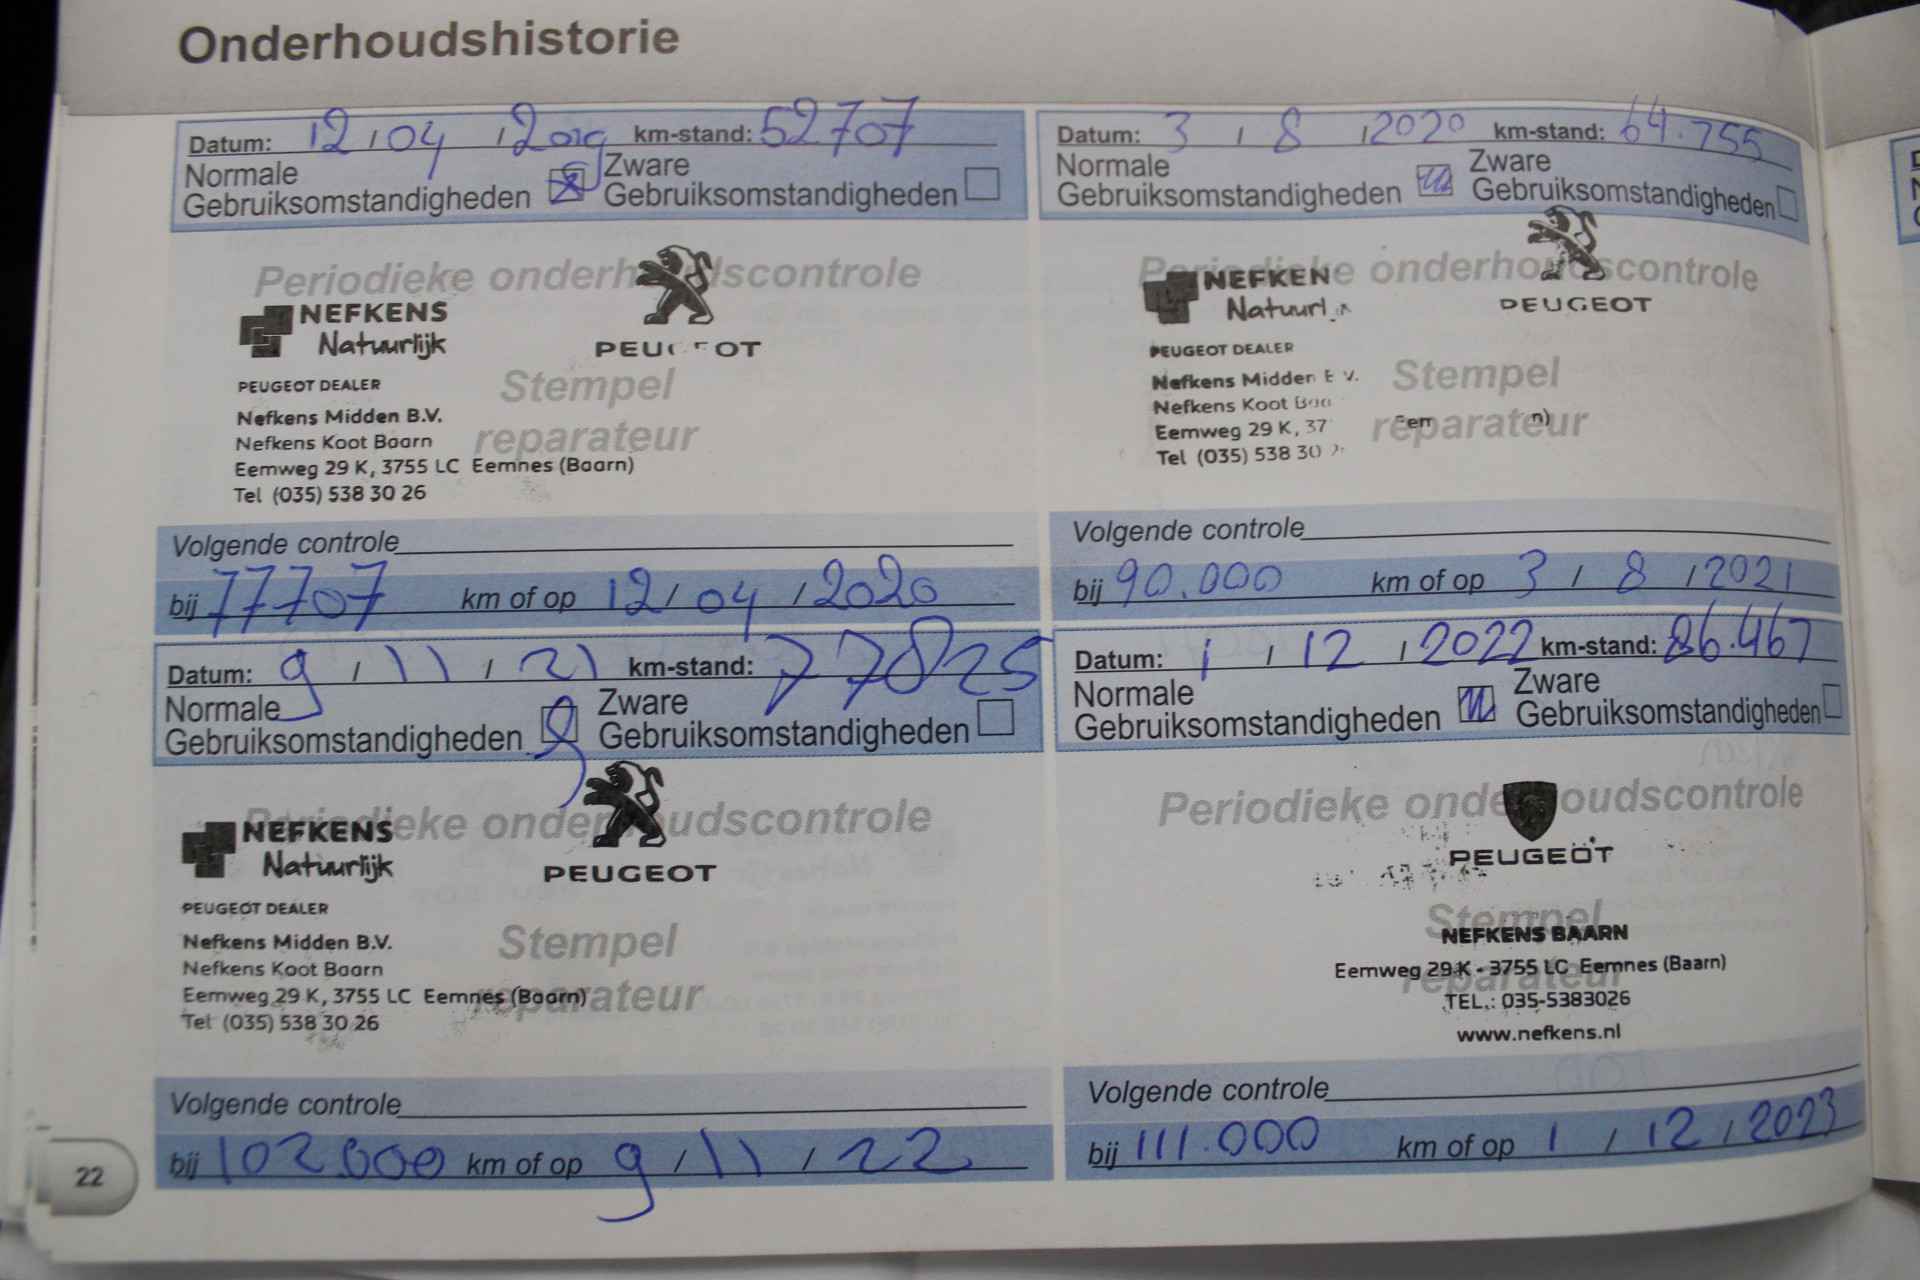 Onderhoudshistorie
Datum: 12 / 04 / 2019 km-stand: 52707
Normale Gebruiksomstandigheden Zware Gebruiksomstandigheden
Periodieke onderhoudscontrole
NEFKENS
Natuurlijk
PEUGEOT
PEUGEOT DEALER
Stempel
Nefkens Midden B.V.
Nefkens Koot Baarn
reparateur
Eemweg 29 K, 3755 LC Eemnes (Baarn)
Tel (035) 538 30 26
Volgende controle
bij 77707 km of op 12 / 04 / 2020
Datum: 3 / 8 / 2020 km-stand: 64.755
Normale Gebruiksomstandigheden Zware Gebruiksomstandigheden
Periodieke onderhoudscontrole
NEFKEN
Natuurl
PEUGEOT
PEUGEOT DEALER
Stempel
Nefkens Midden B V.
Nefkens Koot Baa
reparateur
Eemweg 29 K, 37 Eem n)
Tel (035) 538 30
Volgende controle
bij 90.000 km of op 3 / 8 / 2021
Datum: 9 / 11 / 21 km-stand: 77825
Normale Gebruiksomstandigheden Zware Gebruiksomstandigheden
Periodieke onderhoudscontrole
NEFKENS
Natuurlijk
PEUGEOT
PEUGEOT DEALER
Stempel
Nefkens Midden B.V.
Nefkens Koot Baarn
reparateur
Eemweg 29 K, 3755 LC Eemnes (Baarn)
Tel (035) 538 30 26
Volgende controle
bij 102.000 km of op 9 / 11 / 22
Datum: 1 / 12 / 2022 km-stand: 86.467
Normale Gebruiksomstandigheden Zware Gebruiksomstandigheden
Periodieke onderhoudscontrole
PEUGEOT
Stempel
NEFKENS BAARN
Eemweg 29 K - 3755 LC Eemnes (Baarn)
reparateur
TEL.: 035-5383026
www.nefkens.nl
Volgende controle
bij 111.000 km of op 1 / 12 / 2023
22